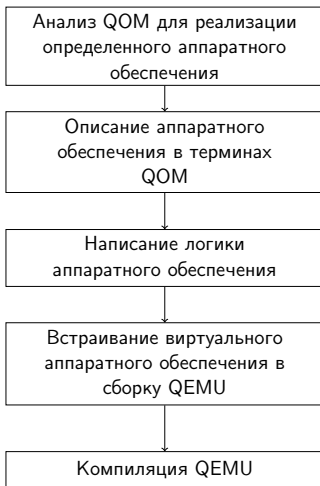 Анализ QOM для реализации
определенного аппаратного
обеспечения
Описание аппаратного
обеспечения в терминах
QOM
Написание логики
аппаратного обеспечения
Встраивание виртуального
аппаратного обеспечения в
сборку QEMU
Компиляция QEMU